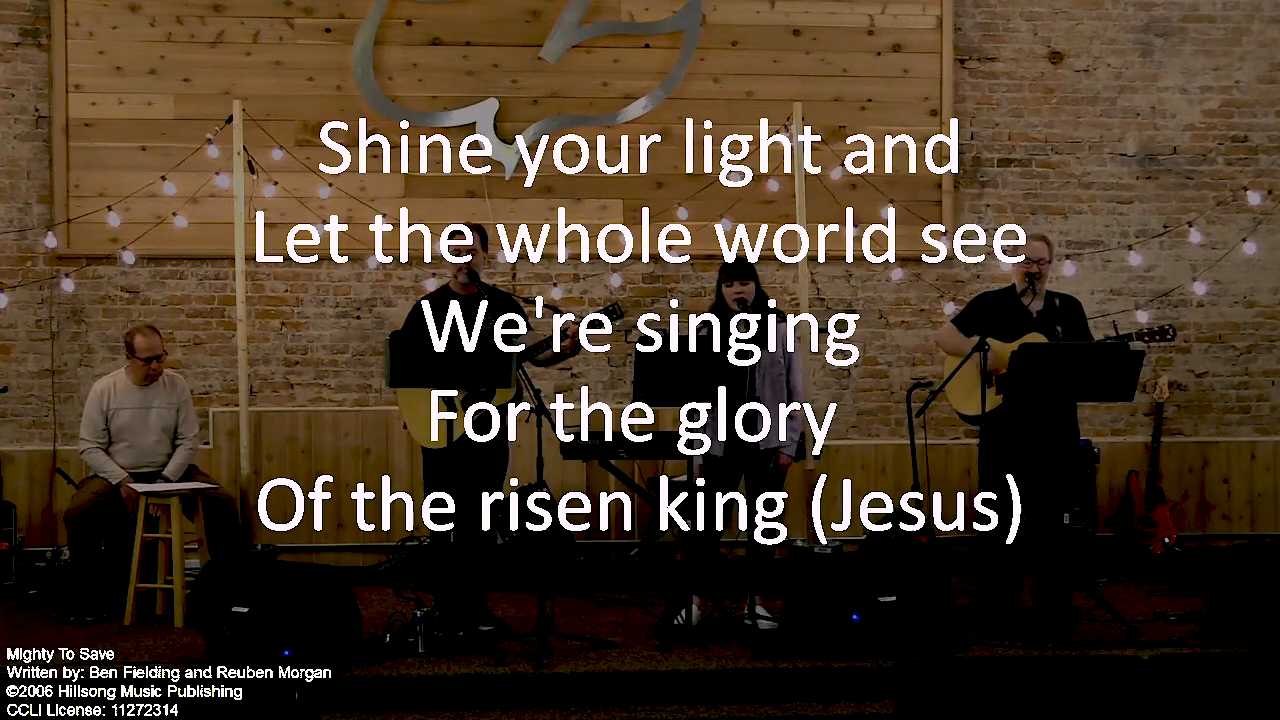 Shine your light and
Let the whole world see
We're singing
For the glory
Of the risen king (Jesus)
Mighty To Save
Written by: Ben Fielding and Reuben Morgan
©2006 Hillsong Music Publishing
CCLI License: 11272314